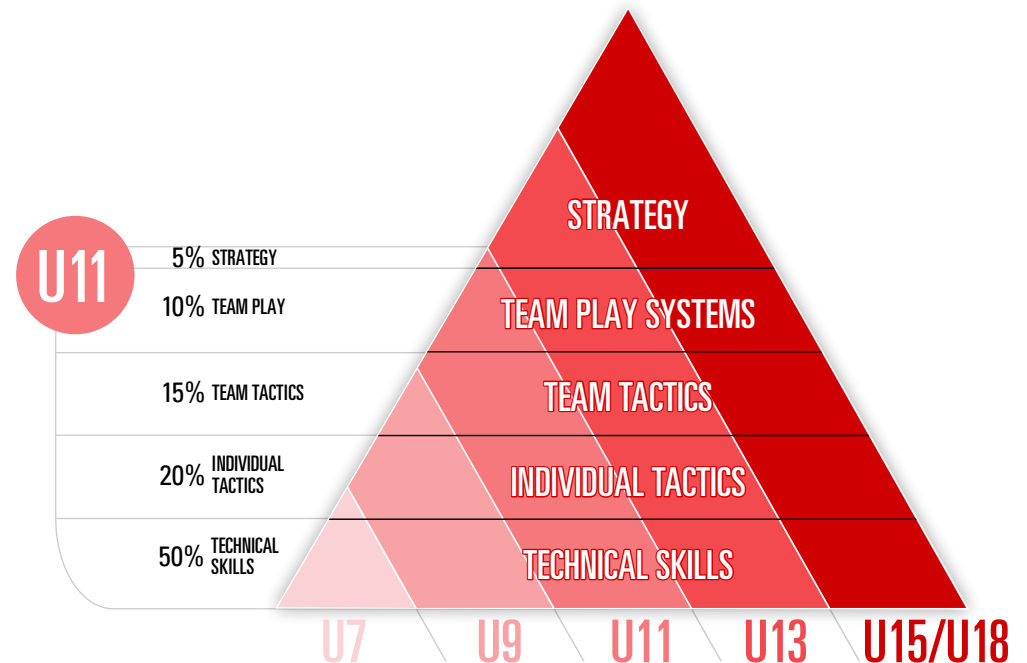 STRATEGY
U11
5% STRATEGY
10% TEAM PLAY
TEAM PLAY SYSTEMS
15% TEAM TACTICS
TEAM TACTICS
20% INDIVIDUAL
TACTICS
INDIVIDUAL TACTICS
50% TECHNICAL
SKILLS
TECHNICAL SKILLS
U7 U9 U11 U13 U15/U18